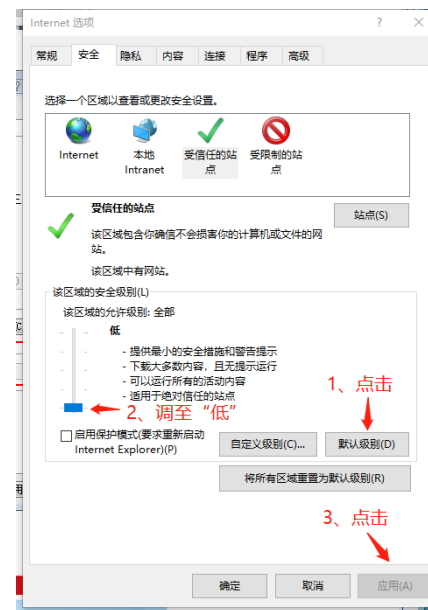 Internet 选项
常规 安全 隐私 内容 连接 程序 高级
选择一个区域以查看或更改安全设置。
Internet
本地
Intranet
受信任的站
点
受限制的站
点
受信任的站点
站点(S)
该区域包含你确信不会损害你的计算机或文件的网
站。
该区域中有网站。
该区域的安全级别(L)
该区域的允许级别: 全部
低
- 提供最小的安全措施和警告提示
- 下载大多数内容，且无提示运行
- 可以运行所有的活动内容
- 适用于绝对信任的站点
1、点击
2、调至“低”
启用保护模式(要求重新启动
Internet Explorer)(P)
自定义级别(C)...
默认级别(D)
将所有区域重置为默认级别(R)
3、点击
确定 取消 应用(A)